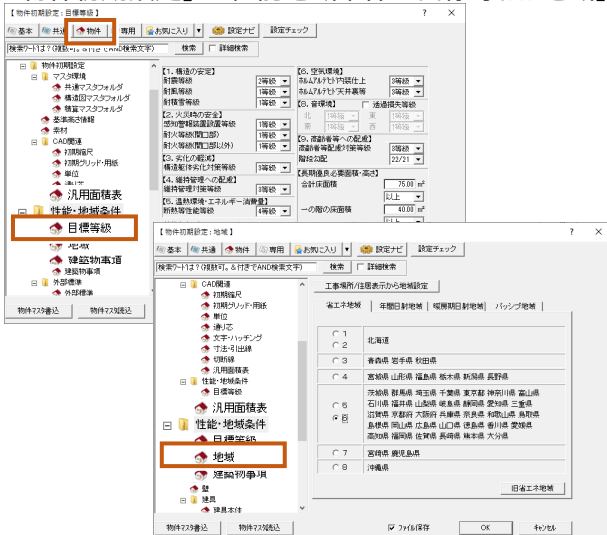 【物件初期設定：目標等級】
? ×
基本 共通 物件 専用 お気に入り ▼ 設定ナビ 設定チェック
検索ワードは？(複数可。&付きでAND検索文字) 検索 詳細検索
物件初期設定
マスタ環境
共通マスタフォルダ
構造図マスタフォルダ
積算マスタフォルダ
基準高さ情報
素材
CAD関連
初期縮尺
初期グリッド・用紙
単位
通り芯
汎用面積表
性能・地域条件
目標等級
地域
建築物事項
建築物事項
外部標準
外部標準
物件マスタ書込 物件マスタ読込
【1. 構造の安定】
耐震等級 2等級
耐風等級 1等級
耐積雪等級 1等級
【2. 火災時の安全】
感知警報装置設置等級 1等級
耐火等級(開口部) 1等級
耐火等級(開口部以外) 1等級
【3. 劣化の軽減】
構造躯体劣化対策等級 3等級
【4. 維持管理への配慮】
維持管理対策等級 3等級
【5. 温熱環境・エネルギー消費量】
断熱等性能等級 4等級
【6. 空気環境】
ホルムアルデヒド内装仕上 3等級
ホルムアルデヒド天井裏等 3等級
【8. 音環境】 透過損失等級
北 1等級 東 1等級
南 1等級 西 1等級
【9. 高齢者等への配慮】
高齢者等配慮対策等級 3等級
階段勾配 22/21
【長期優良必要面積・高さ】
合計床面積 75.00 m²
以上
一の階の床面積 40.00 m²
以上
【物件初期設定：地域】
? ×
基本 共通 物件 専用 お気に入り ▼ 設定ナビ 設定チェック
検索ワードは？(複数可。&付きでAND検索文字) 検索 詳細検索
CAD関連
初期縮尺
初期グリッド・用紙
単位
通り芯
文字・ハッチング
寸法・引出線
切断線
汎用面積表
性能・地域条件
目標等級
汎用面積表
性能・地域条件
目標等級
地域
建築物事項
壁
建具
建具本体
工事場所/住居表示から地域設定
省エネ地域 年間日射地域 暖房期日射地域 パッシブ地域
1
2
北海道
3 青森県 岩手県 秋田県
4 宮城県 山形県 福島県 栃木県 新潟県 長野県
5
6
茨城県 群馬県 埼玉県 千葉県 東京都 神奈川県 富山県
石川県 福井県 山梨県 岐阜県 静岡県 愛知県 三重県
滋賀県 京都府 大阪府 兵庫県 奈良県 和歌山県 鳥取県
島根県 岡山県 広島県 山口県 徳島県 香川県 愛媛県
高知県 福岡県 佐賀県 長崎県 熊本県 大分県
7 宮崎県 鹿児島県
8 沖縄県
旧省エネ地域
物件マスタ書込 物件マスタ読込 ファイル保存 OK キャンセル